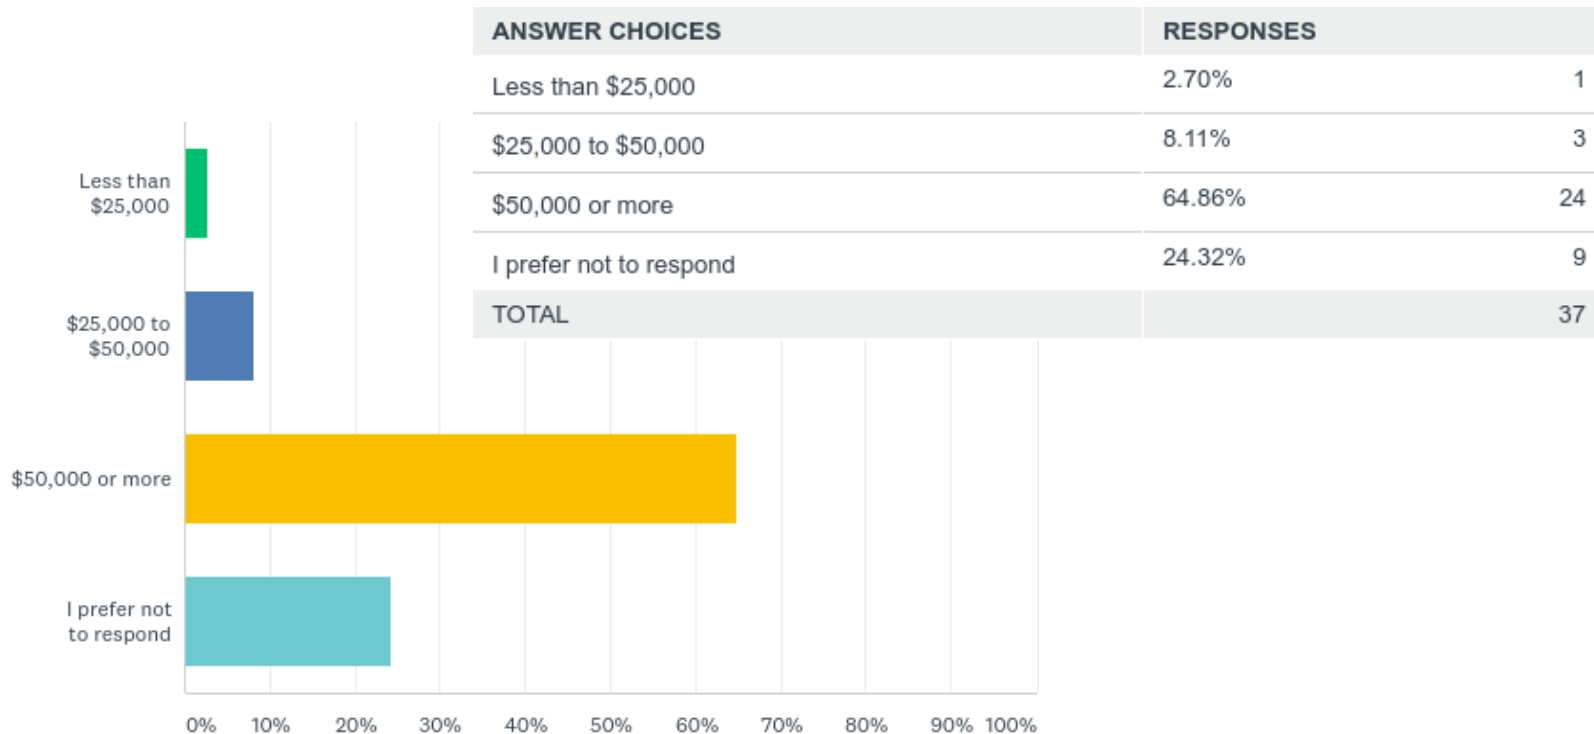 ANSWER CHOICES RESPONSES
Less than $25,000 2.70% 1
$25,000 to $50,000 8.11% 3
$50,000 or more 64.86% 24
I prefer not to respond 24.32% 9
TOTAL 37
Less than
$25,000
$25,000 to
$50,000
$50,000 or more
I prefer not
to respond
0% 10% 20% 30% 40% 50% 60% 70% 80% 90% 100%